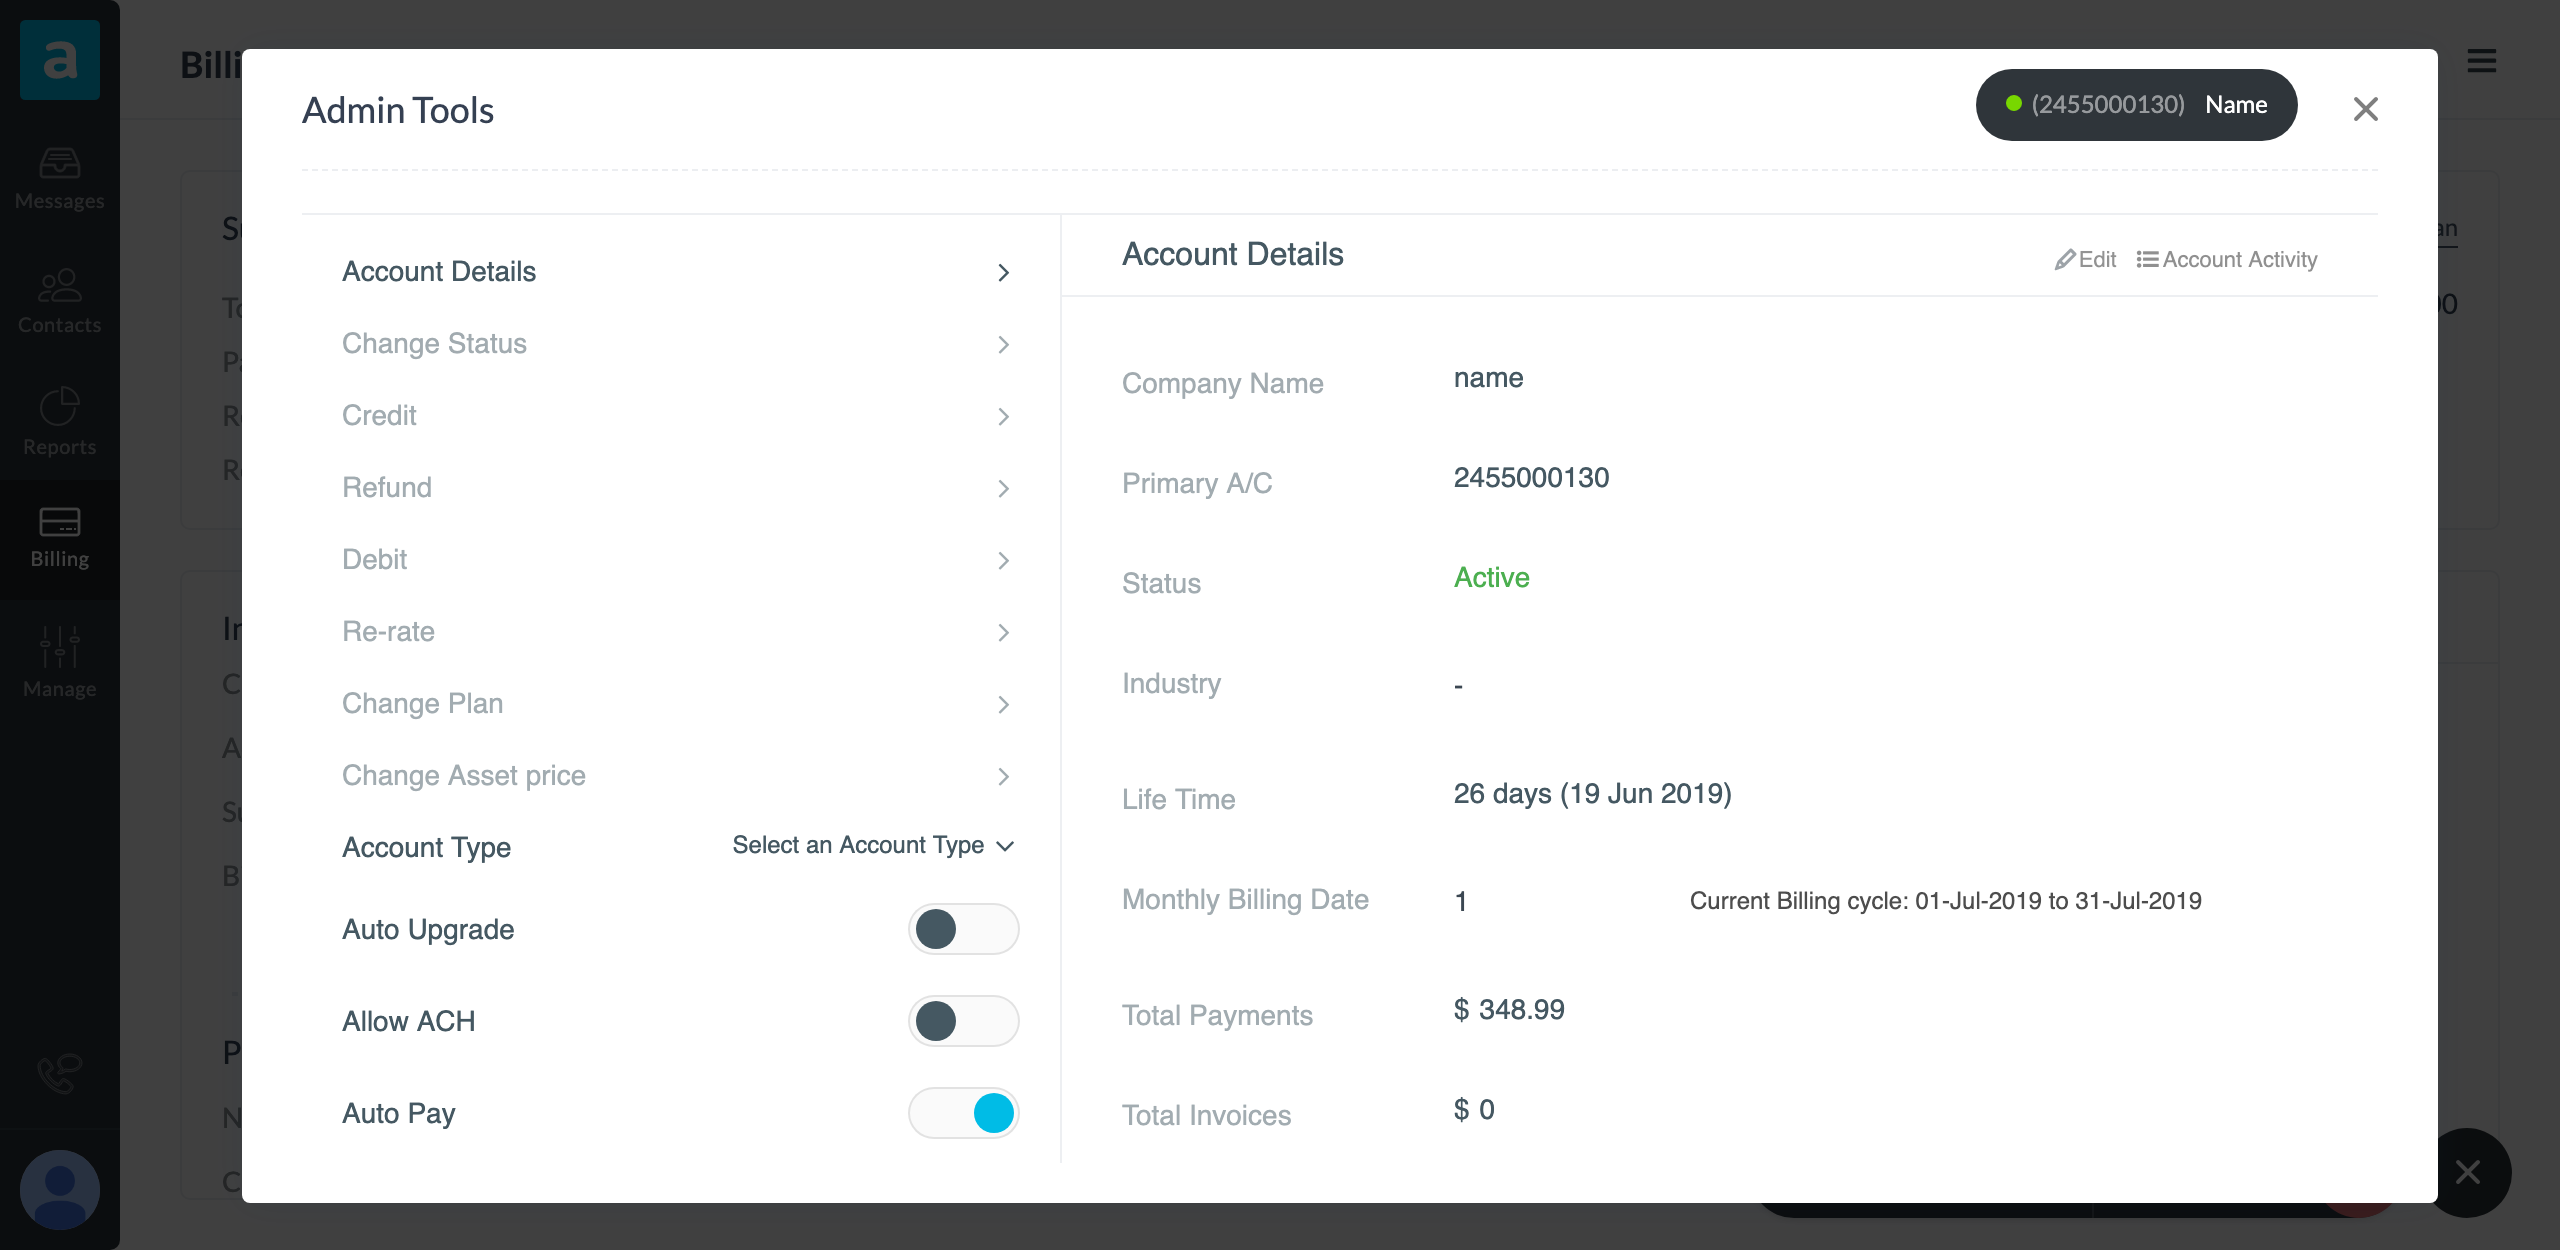 a
Messages
Contacts
Reports
Billing
Manage
Admin Tools
(2455000130) Name
Account Details
Change Status
Credit
Refund
Debit
Re-rate
Change Plan
Change Asset price
Account Type Select an Account Type
Auto Upgrade
Allow ACH
Auto Pay
Account Details
Edit Account Activity
Company Name name
Primary A/C 2455000130
Status Active
Industry -
Life Time 26 days (19 Jun 2019)
Monthly Billing Date 1 Current Billing cycle: 01-Jul-2019 to 31-Jul-2019
Total Payments $ 348.99
Total Invoices $ 0